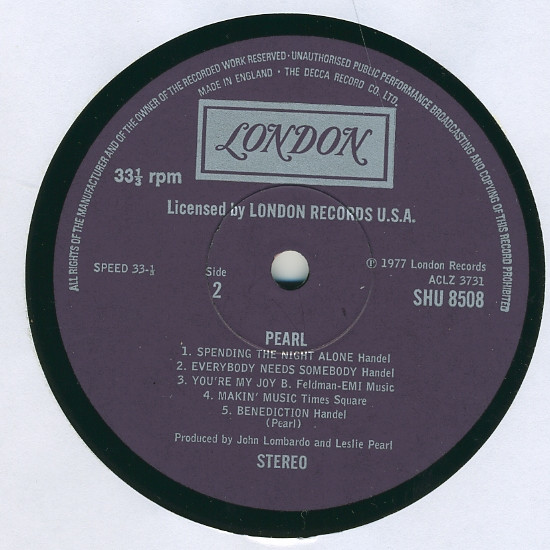 ALL RIGHTS OF THE MANUFACTURER AND OF THE OWNER OF THE RECORDED WORK RESERVED · UNAUTHORISED PUBLIC PERFORMANCE BROADCASTING AND COPYING OF THIS RECORD PROHIBITED
MADE IN ENGLAND · THE DECCA RECORD CO. LTD.
LONDON
33⅓ rpm
Licensed by LONDON RECORDS U.S.A.
SPEED 33-⅓
Side
2
℗ 1977 London Records
ACLZ 3731
SHU 8508
PEARL
1. SPENDING THE NIGHT ALONE Handel
2. EVERYBODY NEEDS SOMEBODY Handel
3. YOU'RE MY JOY B. Feldman-EMI Music
4. MAKIN' MUSIC Times Square
5. BENEDICTION Handel
(Pearl)
Produced by John Lombardo and Leslie Pearl
STEREO